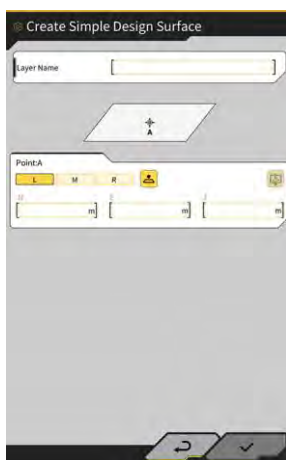 Create Simple Design Surface
Layer Name [ ]
A
Point:A
L M R
N E Z
[ m] [ m] [ m]